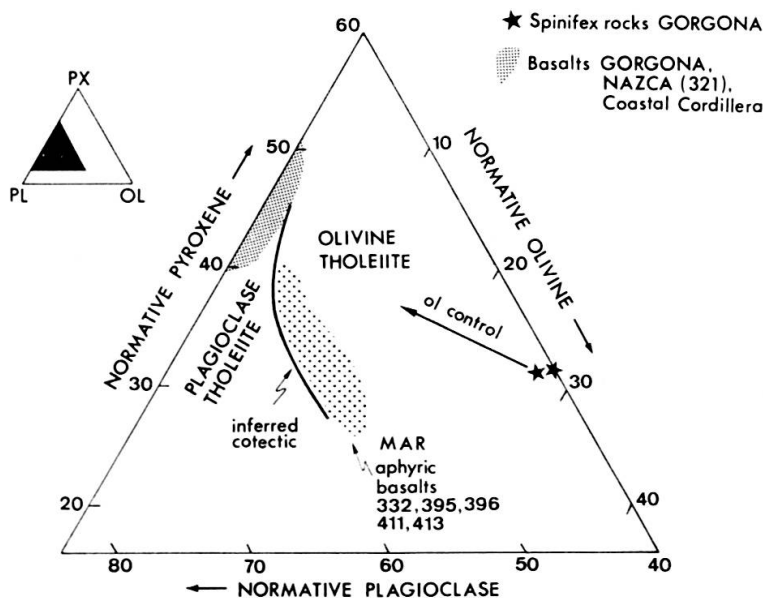 60
Spinifex rocks GORGONA
Basalts GORGONA,
NAZCA (321),
Coastal Cordillera
PX
PL
OL
50
10
NORMATIVE PYROXENE
NORMATIVE OLIVINE
OLIVINE
THOLEIITE
40
20
PLAGIOCLASE
THOLEIITE
ol control
30
30
inferred
cotectic
MAR
aphyric
basalts
332,395,396
411,413
20
40
80
70
60
50
40
NORMATIVE PLAGIOCLASE